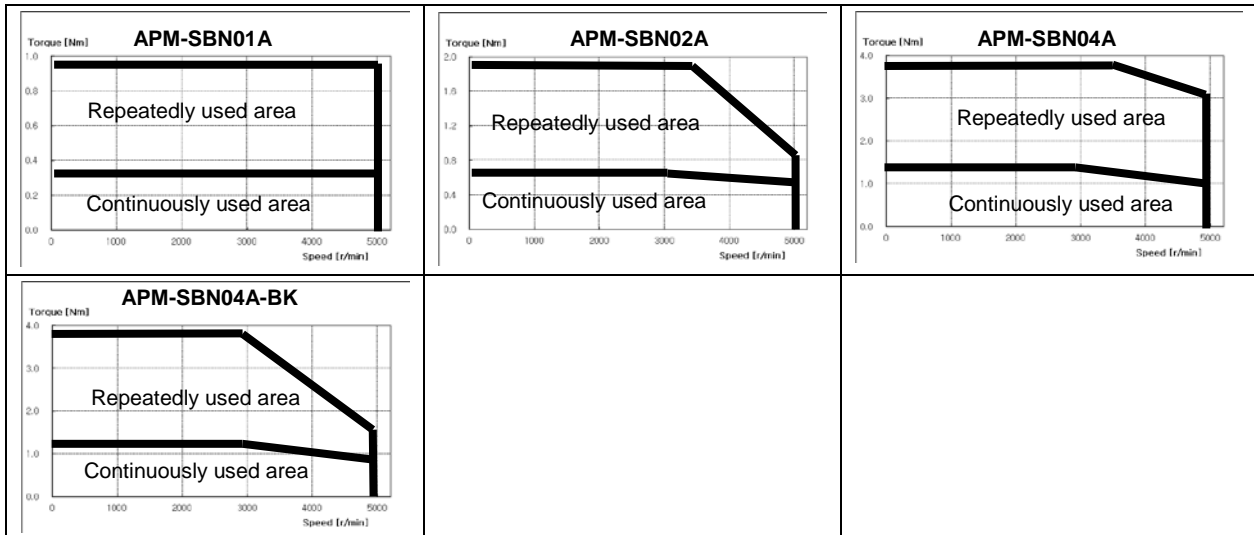 APM-SBN01A
Torque [Nm]
1.0
0.8
Repeatedly used area
0.6
0.4
0.2
Continuously used area
0.0
0 1000 2000 3000 4000 5000
Speed [r/min]
APM-SBN02A
Torque [Nm]
2.0
1.6
1.2
Repeatedly used area
0.8
0.4
Continuously used area
0.0
0 1000 2000 3000 4000 5000
Speed [r/min]
APM-SBN04A
Torque [Nm]
4.0
3.0
Repeatedly used area
2.0
1.0
Continuously used area
0.0
0 1000 2000 3000 4000 5000
Speed [r/min]
APM-SBN04A-BK
Torque [Nm]
4.0
3.0
Repeatedly used area
2.0
1.0
Continuously used area
0.0
0 1000 2000 3000 4000 5000
Speed [r/min]